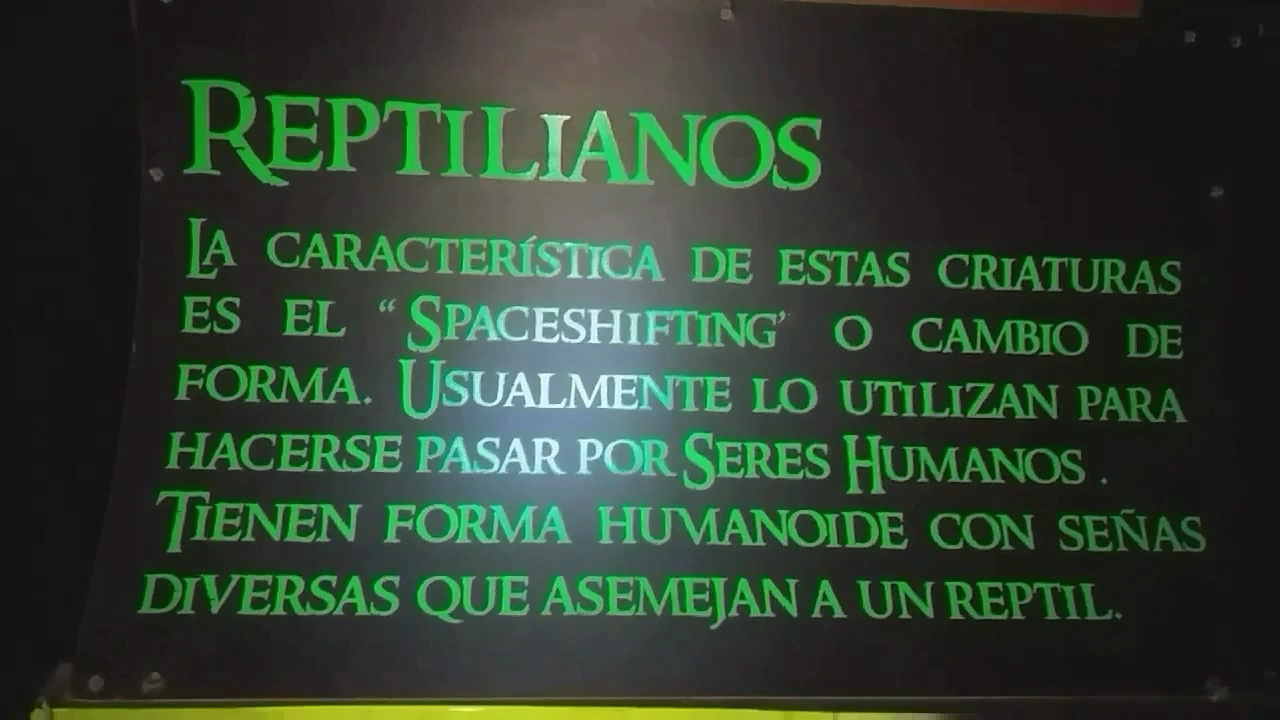 REPTILIANOS
LA CARACTERÍSTICA DE ESTAS CRIATURAS
ES EL “SPACESHIFTING’ O CAMBIO DE
FORMA. USUALMENTE LO UTILIZAN PARA
HACERSE PASAR POR SERES HUMANOS .
TIENEN FORMA HUMANOIDE CON SEÑAS
DIVERSAS QUE ASEMEJAN A UN REPTIL.